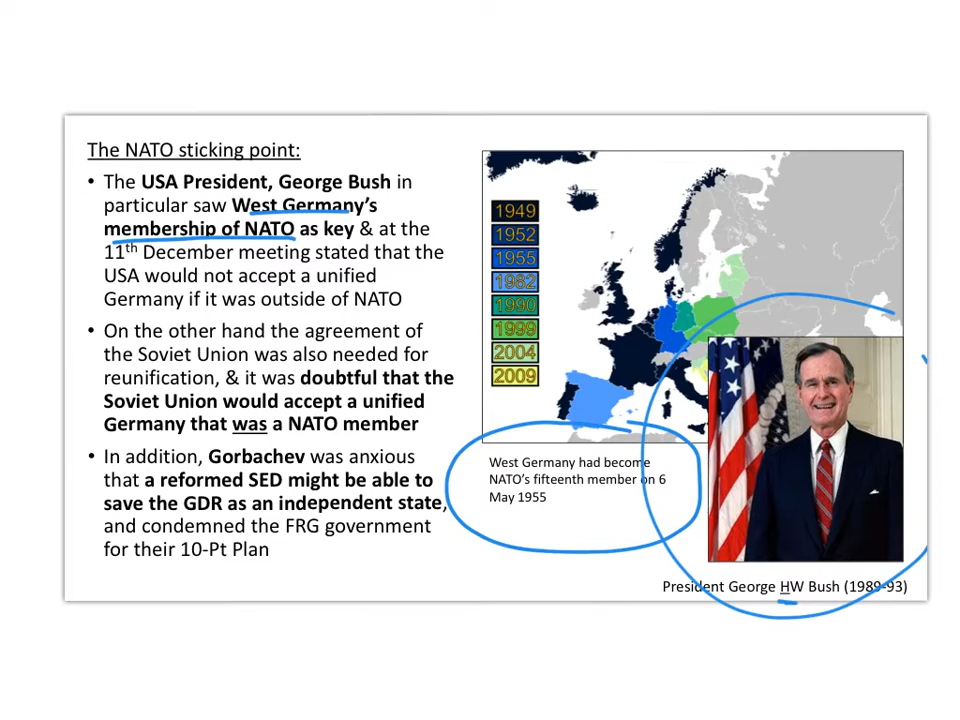 The NATO sticking point:
• The USA President, George Bush in
particular saw West Germany's
membership of NATO as key & at the
11th December meeting stated that the
USA would not accept a unified
Germany if it was outside of NATO
• On the other hand the agreement of
the Soviet Union was also needed for
reunification, & it was doubtful that the
Soviet Union would accept a unified
Germany that was a NATO member
• In addition, Gorbachev was anxious
that a reformed SED might be able to
save the GDR as an independent state,
and condemned the FRG government
for their 10-Pt Plan
1949
1952
1955
1982
1990
1999
2004
2009
West Germany had become
NATO's fifteenth member on 6
May 1955
President George HW Bush (1989-93)